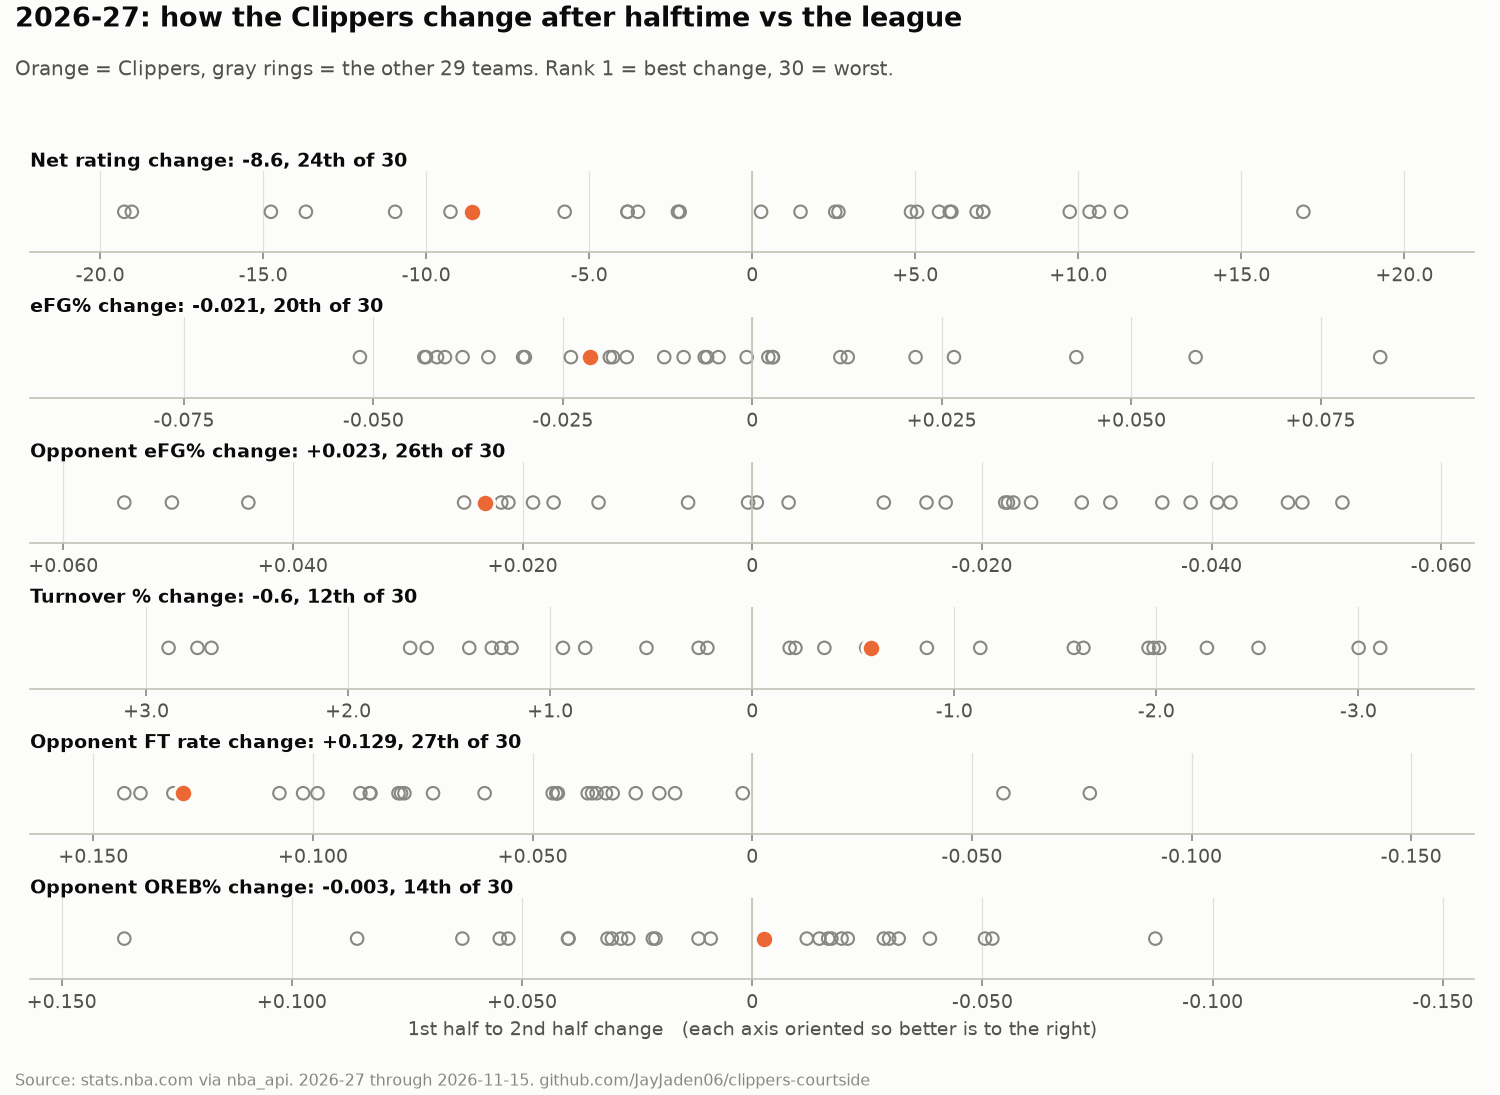 2026-27: how the Clippers change after halftime vs the league
Orange = Clippers, gray rings = the other 29 teams. Rank 1 = best change, 30 = worst.
Net rating change: -8.6, 24th of 30
-20.0 -15.0 -10.0 -5.0 0 +5.0 +10.0 +15.0 +20.0
eFG% change: -0.021, 20th of 30
-0.075 -0.050 -0.025 0 +0.025 +0.050 +0.075
Opponent eFG% change: +0.023, 26th of 30
+0.060 +0.040 +0.020 0 -0.020 -0.040 -0.060
Turnover % change: -0.6, 12th of 30
+3.0 +2.0 +1.0 0 -1.0 -2.0 -3.0
Opponent FT rate change: +0.129, 27th of 30
+0.150 +0.100 +0.050 0 -0.050 -0.100 -0.150
Opponent OREB% change: -0.003, 14th of 30
+0.150 +0.100 +0.050 0 -0.050 -0.100 -0.150
1st half to 2nd half change (each axis oriented so better is to the right)
Source: stats.nba.com via nba_api. 2026-27 through 2026-11-15. github.com/JayJaden06/clippers-courtside